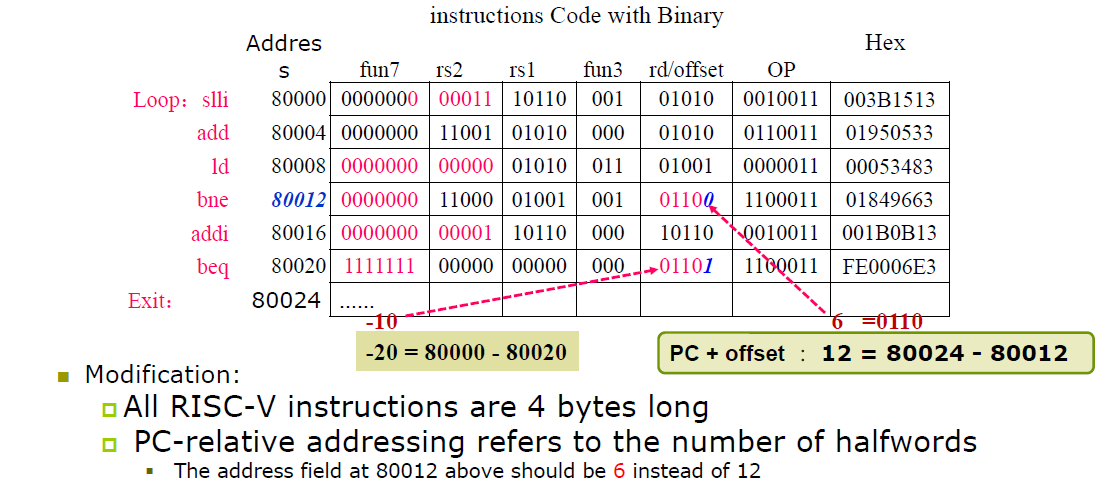 instructions Code with Binary
Addres
s fun7 rs2 rs1 fun3 rd/offset OP Hex
Loop: slli 80000 0000000 00011 10110 001 01010 0010011 003B1513
add 80004 0000000 11001 01010 000 01010 0110011 01950533
ld 80008 0000000 00000 01010 011 01001 0000011 00053483
bne 80012 0000000 11000 01001 001 01100 1100011 01849663
addi 80016 0000000 00001 10110 000 10110 0010011 001B0B13
beq 80020 1111111 00000 00000 000 01101 1100011 FE0006E3
Exit: 80024 ......
-10 6 =0110
-20 = 80000 - 80020 PC + offset : 12 = 80024 - 80012
Modification:
All RISC-V instructions are 4 bytes long
PC-relative addressing refers to the number of halfwords
The address field at 80012 above should be 6 instead of 12